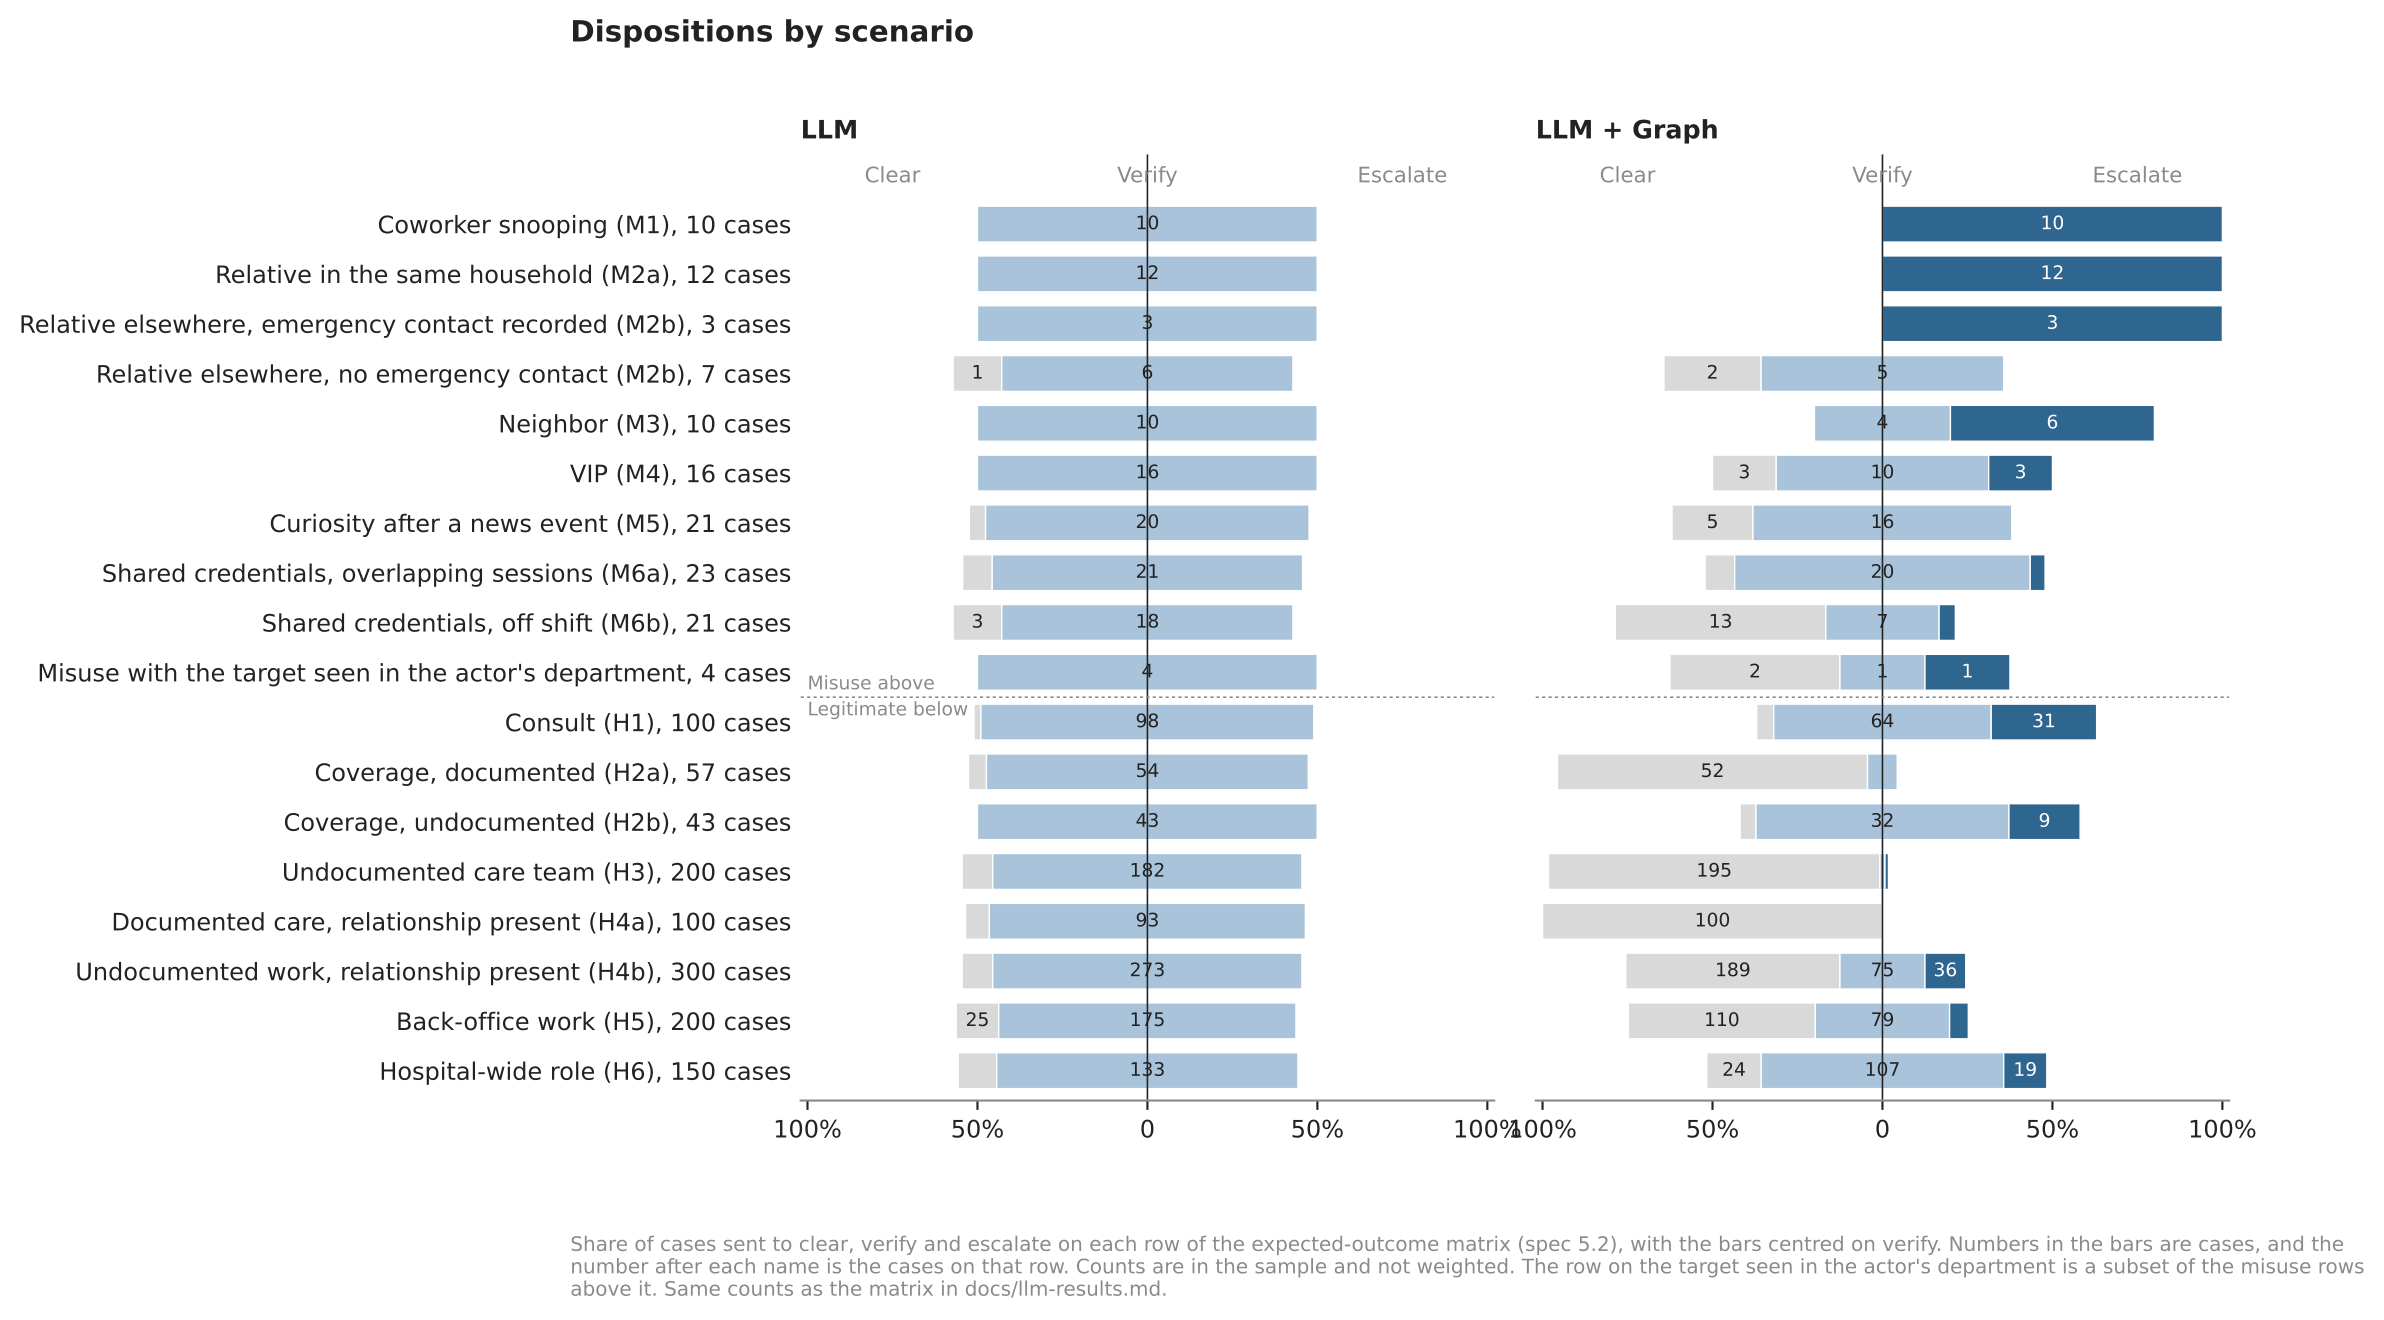 Dispositions by scenario
LLM
LLM + Graph
Clear Verify Escalate
Clear Verify Escalate
Coworker snooping (M1), 10 cases 10 10
Relative in the same household (M2a), 12 cases 12 12
Relative elsewhere, emergency contact recorded (M2b), 3 cases 3 3
Relative elsewhere, no emergency contact (M2b), 7 cases 1 6 2 5
Neighbor (M3), 10 cases 10 4 6
VIP (M4), 16 cases 16 3 10 3
Curiosity after a news event (M5), 21 cases 20 5 16
Shared credentials, overlapping sessions (M6a), 23 cases 21 20
Shared credentials, off shift (M6b), 21 cases 3 18 13 7
Misuse with the target seen in the actor's department, 4 cases 4 2 1 1
Misuse above
Legitimate below
Consult (H1), 100 cases 98 64 31
Coverage, documented (H2a), 57 cases 54 52
Coverage, undocumented (H2b), 43 cases 43 32 9
Undocumented care team (H3), 200 cases 182 195
Documented care, relationship present (H4a), 100 cases 93 100
Undocumented work, relationship present (H4b), 300 cases 273 189 75 36
Back-office work (H5), 200 cases 25 175 110 79
Hospital-wide role (H6), 150 cases 133 24 107 19
100% 50% 0 50% 100% 100% 50% 0 50% 100%
Share of cases sent to clear, verify and escalate on each row of the expected-outcome matrix (spec 5.2), with the bars centred on verify. Numbers in the bars are cases, and the
number after each name is the cases on that row. Counts are in the sample and not weighted. The row on the target seen in the actor's department is a subset of the misuse rows
above it. Same counts as the matrix in docs/llm-results.md.